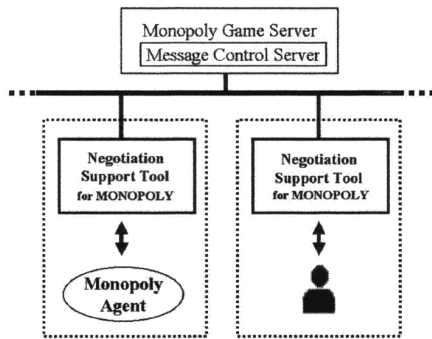 Monopoly Game Server
Message Control Server
Negotiation
Support Tool
for MONOPOLY
Negotiation
Support Tool
for MONOPOLY
Monopoly
Agent